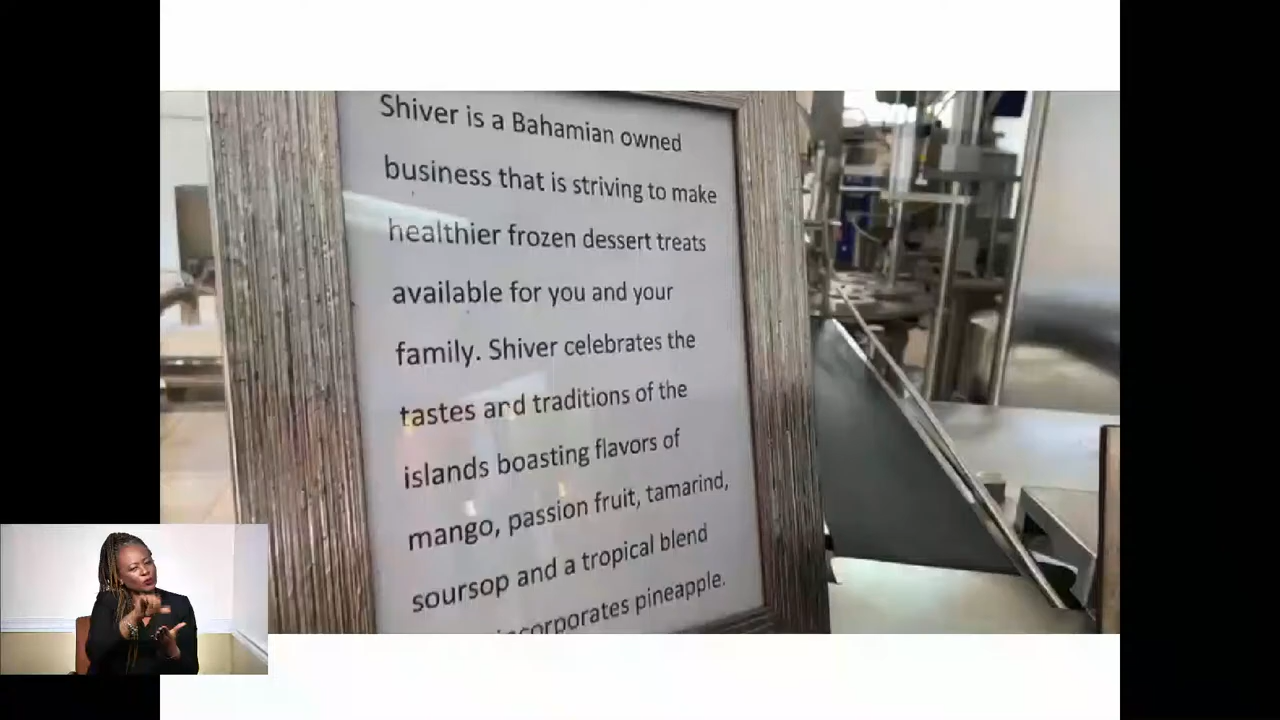 Shiver is a Bahamian owned
business that is striving to make
healthier frozen dessert treats
available for you and your
family. Shiver celebrates the
tastes and traditions of the
islands boasting flavors of
mango, passion fruit, tamarind,
soursop and a tropical blend
incorporates pineapple.